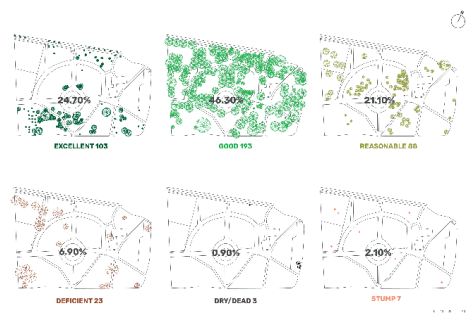 24.70%
46.30%
21.10%
EXCELLENT 103
GOOD 193
REASONABLE 88
6.90%
0.90%
2.10%
DEFICIENT 23
DRY/DEAD 3
STUMP 7